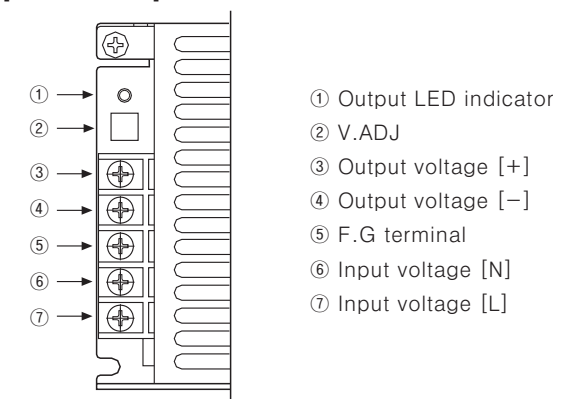 ①
②
③
④
⑤
⑥
⑦
① Output LED indicator
② V.ADJ
③ Output voltage [+]
④ Output voltage [−]
⑤ F.G terminal
⑥ Input voltage [N]
⑦ Input voltage [L]